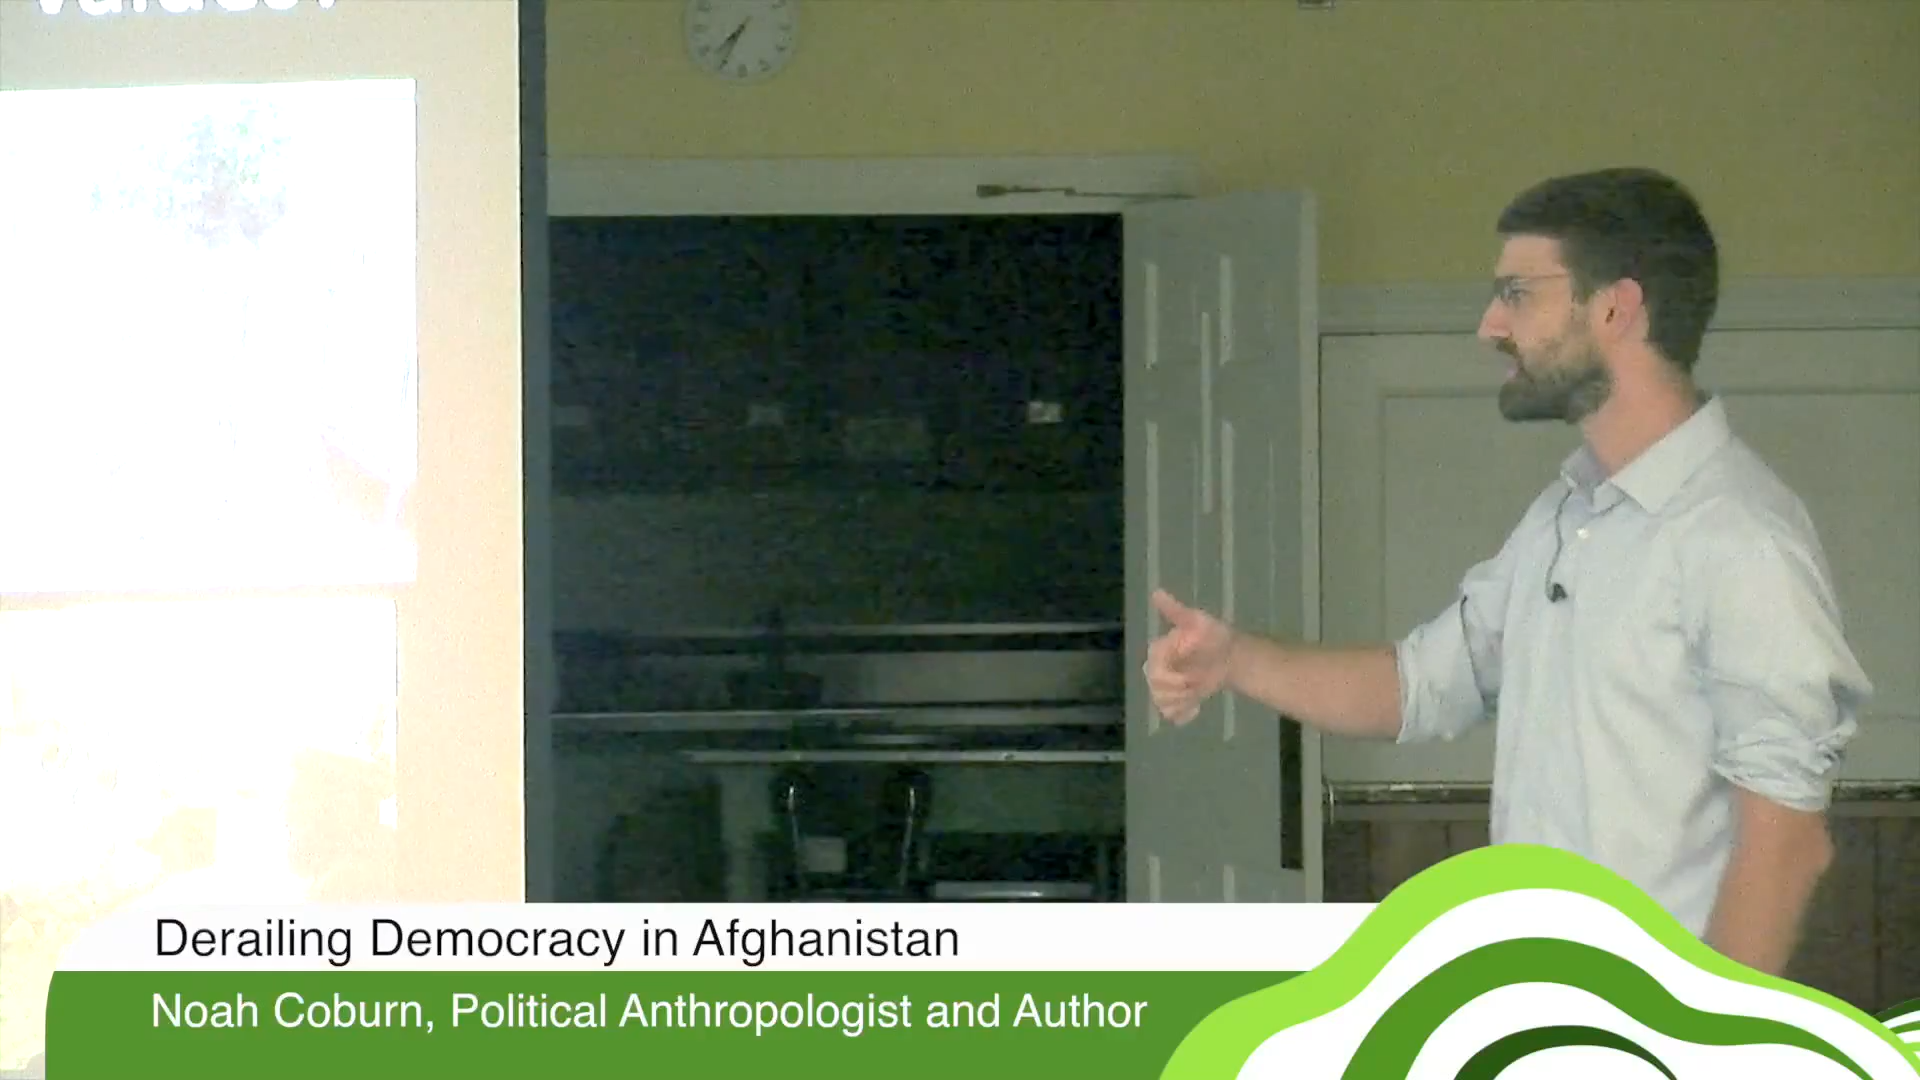 Derailing Democracy in Afghanistan
Noah Coburn, Political Anthropologist and Author